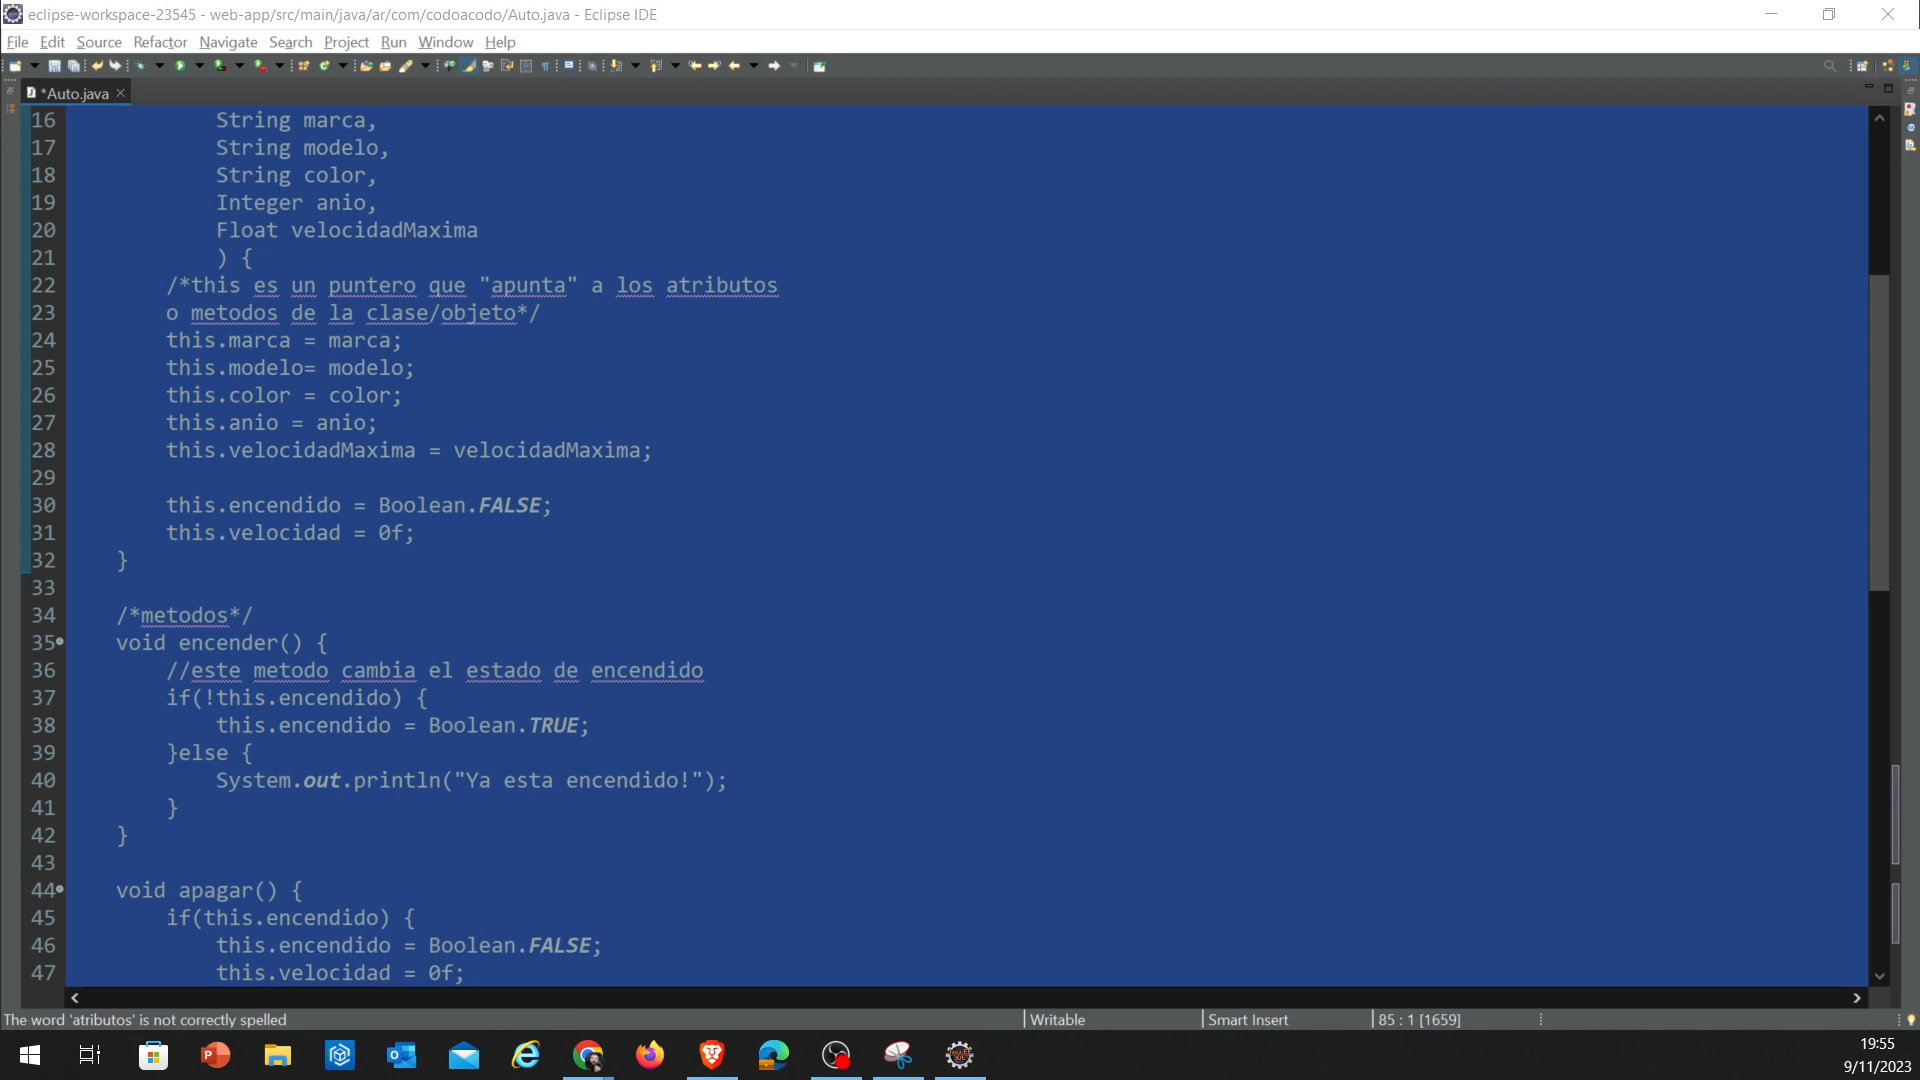 eclipse-workspace-23545 - web-app/src/main/java/ar/com/codoacodo/Auto.java - Eclipse IDE
File Edit Source Refactor Navigate Search Project Run Window Help
*Auto.java
16 String marca,
17 String modelo,
18 String color,
19 Integer anio,
20 Float velocidadMaxima
21 ) {
22 /*this es un puntero que "apunta" a los atributos
23 o metodos de la clase/objeto*/
24 this.marca = marca;
25 this.modelo= modelo;
26 this.color = color;
27 this.anio = anio;
28 this.velocidadMaxima = velocidadMaxima;
29
30 this.encendido = Boolean.FALSE;
31 this.velocidad = 0f;
32 }
33
34 /*metodos*/
35 void encender() {
36 //este metodo cambia el estado de encendido
37 if(!this.encendido) {
38 this.encendido = Boolean.TRUE;
39 }else {
40 System.out.println("Ya esta encendido!");
41 }
42 }
43
44 void apagar() {
45 if(this.encendido) {
46 this.encendido = Boolean.FALSE;
47 this.velocidad = 0f;
The word 'atributos' is not correctly spelled
Writable
Smart Insert
85 : 1 [1659]
19:55
9/11/2023